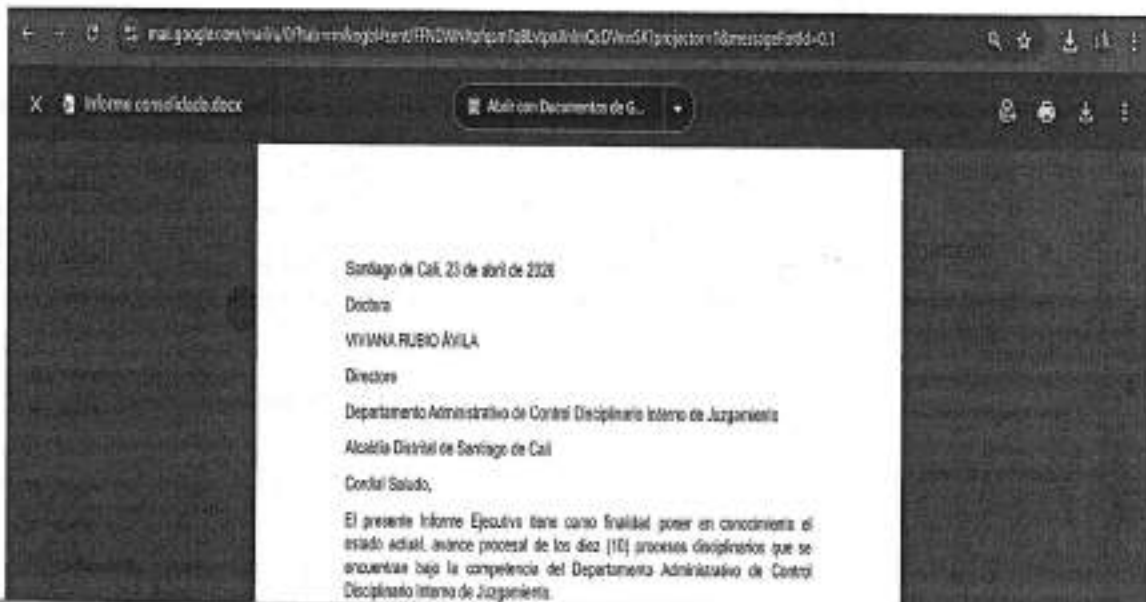 Informe consolidado.docx
Abrir con Documentos de G...
Santiago de Cali, 23 de abril de 2026
Doctora
VIVIANA RUBIO ÁVILA
Directora
Departamento Administrativo de Control Disciplinario Interno de Juzgamiento
Alcaldía Distrital de Santiago de Cali
Cordial Saludo,
El presente Informe Ejecutivo tiene como finalidad poner en conocimiento el
estado actual, avance procesal de los diez (10) procesos disciplinarios que se
encuentran bajo la competencia del Departamento Administrativo de Control
Disciplinario Interno de Juzgamiento.